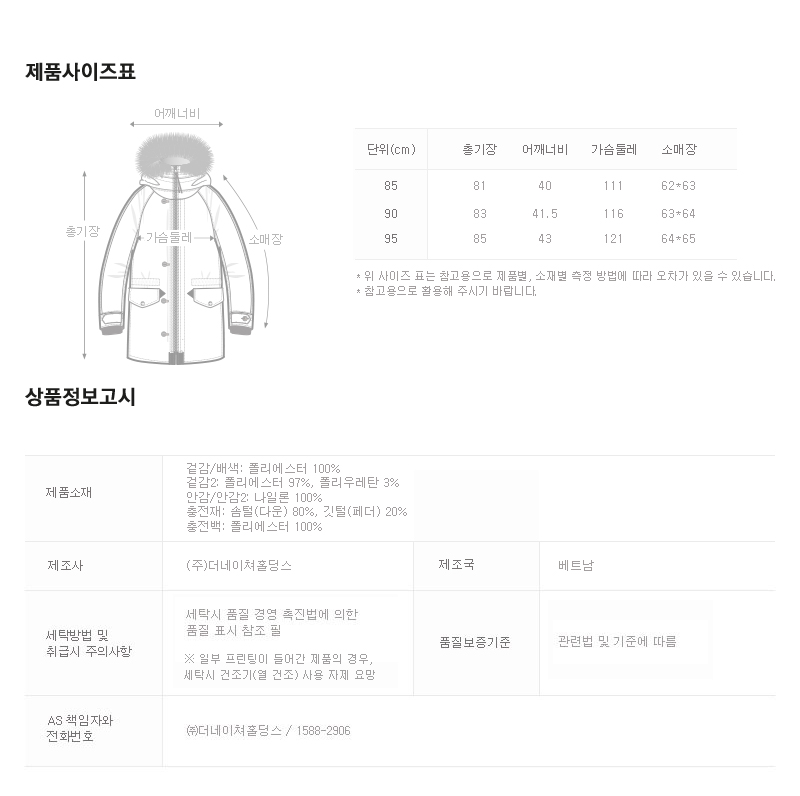 제품사이즈표
어깨너비
총기장
가슴둘레
소매장
단위(cm) 총기장 어깨너비 가슴둘레 소매장
85 81 40 111 62*63
90 83 41.5 116 63*64
95 85 43 121 64*65
* 위 사이즈 표는 참고용으로 제품별, 소재별 측정 방법에 따라 오차가 있을 수 있습니다.
* 참고용으로 활용해 주시기 바랍니다.
상품정보고시
제품소재
겉감/배색: 폴리에스터 100%
겉감2: 폴리에스터 97%, 폴리우레탄 3%
안감/안감2: 나일론 100%
충전재: 솜털(다운) 80%, 깃털(페더) 20%
충전백: 폴리에스터 100%
제조사 (주)더네이쳐홀딩스 제조국 베트남
세탁방법 및
취급시 주의사항
세탁시 품질 경영 촉진법에 의한
품질 표시 참조 필
※ 일부 프린팅이 들어간 제품의 경우,
세탁시 건조기(열 건조) 사용 자제 요망
품질보증기준 관련법 및 기준에 따름
AS 책임자와
전화번호
㈜더네이쳐홀딩스 / 1588-2906